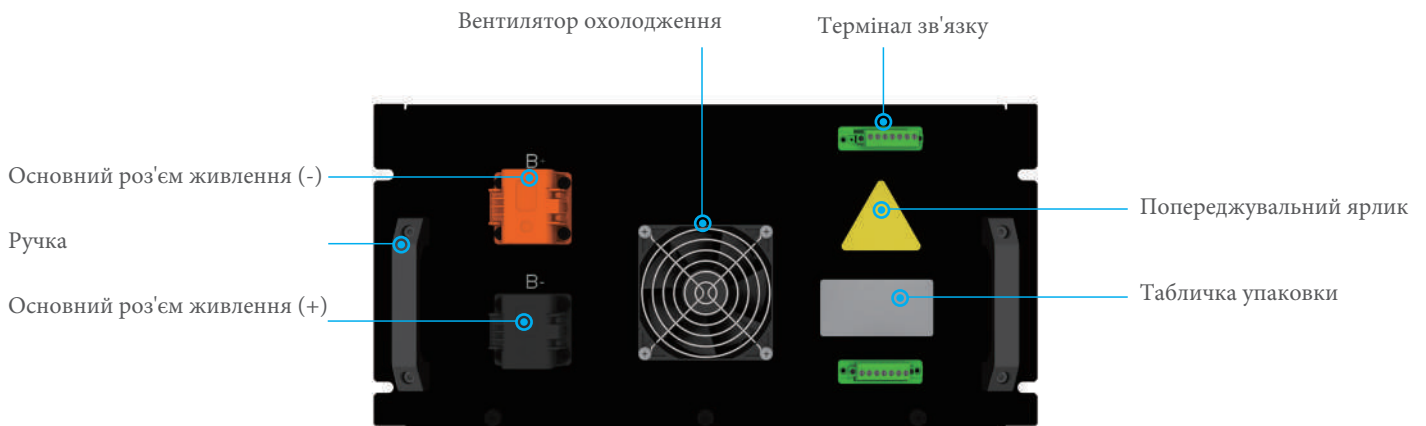 Вентилятор охолодження
Термінал зв'язку
B-
Основний роз'єм живлення (-)
Попереджувальний ярлик
Ручка
B-
Основний роз'єм живлення (+)
Табличка упаковки